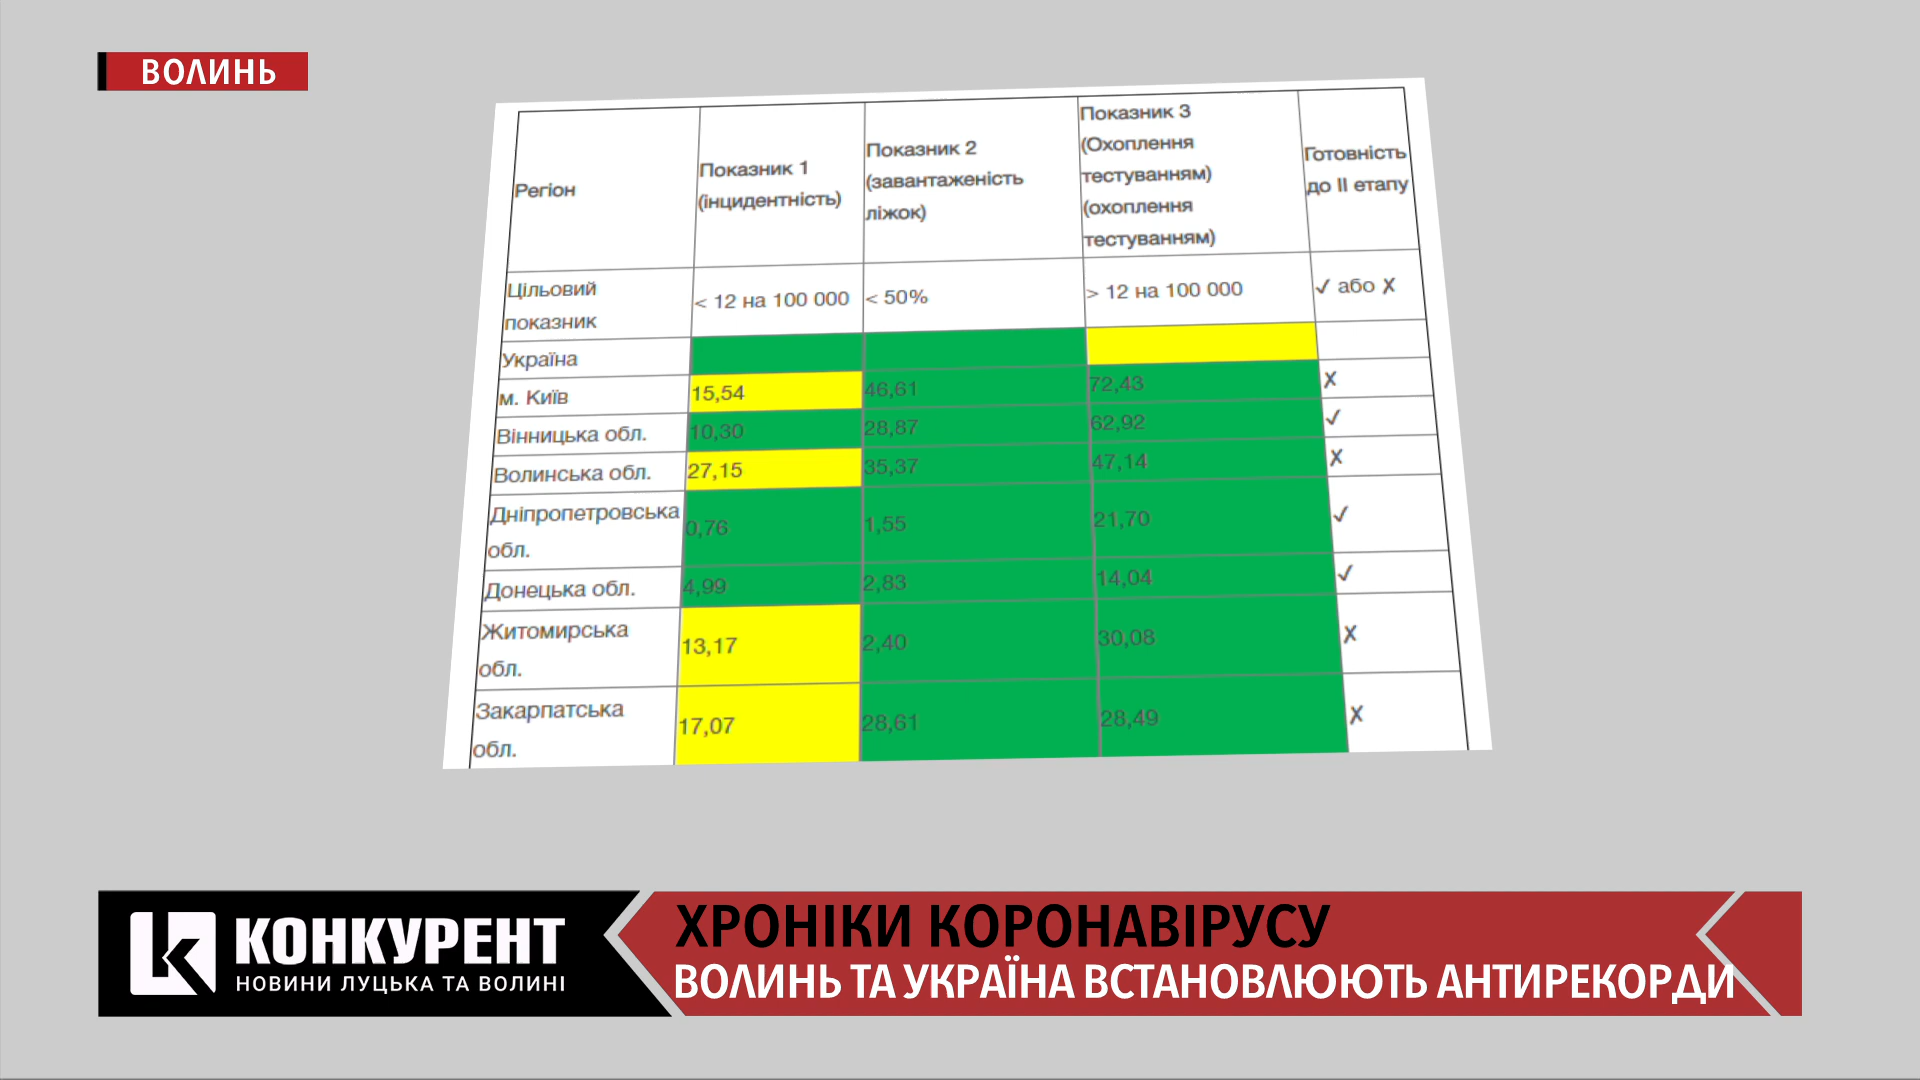 ВОЛИНЬ
Регіон
Показник 1
(інцидентність)
Показник 2
(завантаженість
ліжок)
Показник 3
(Охоплення
тестуванням)
(охоплення
тестуванням)
Готовність
до II етапу
Цільовий
показник
< 12 на 100 000
< 50%
> 12 на 100 000
✓ або ✗
Україна
м. Київ 15,54 46,61 72,43 ✗
Вінницька обл. 10,30 28,87 62,92 ✓
Волинська обл. 27,15 35,37 47,14 ✗
Дніпропетровська
обл.
0,76 1,55 21,70 ✓
Донецька обл. 4,99 2,83 14,04 ✓
Житомирська
обл.
13,17 2,40 30,08 ✗
Закарпатська
обл.
17,07 28,61 28,49 ✗
КОНКУРЕНТ
НОВИНИ ЛУЦЬКА ТА ВОЛИНІ
ХРОНІКИ КОРОНАВІРУСУ
ВОЛИНЬ ТА УКРАЇНА ВСТАНОВЛЮЮТЬ АНТИРЕКОРДИ